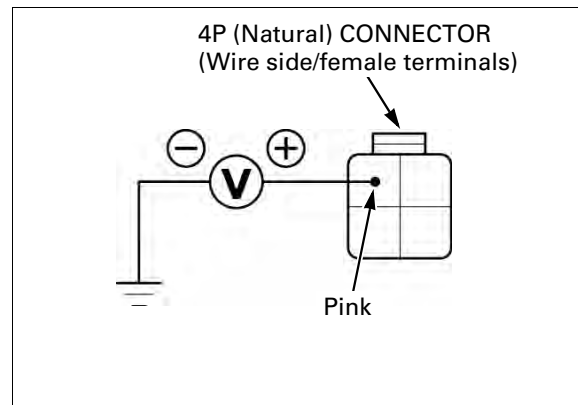 4P (Natural) CONNECTOR
(Wire side/female terminals)
− +
V
Pink